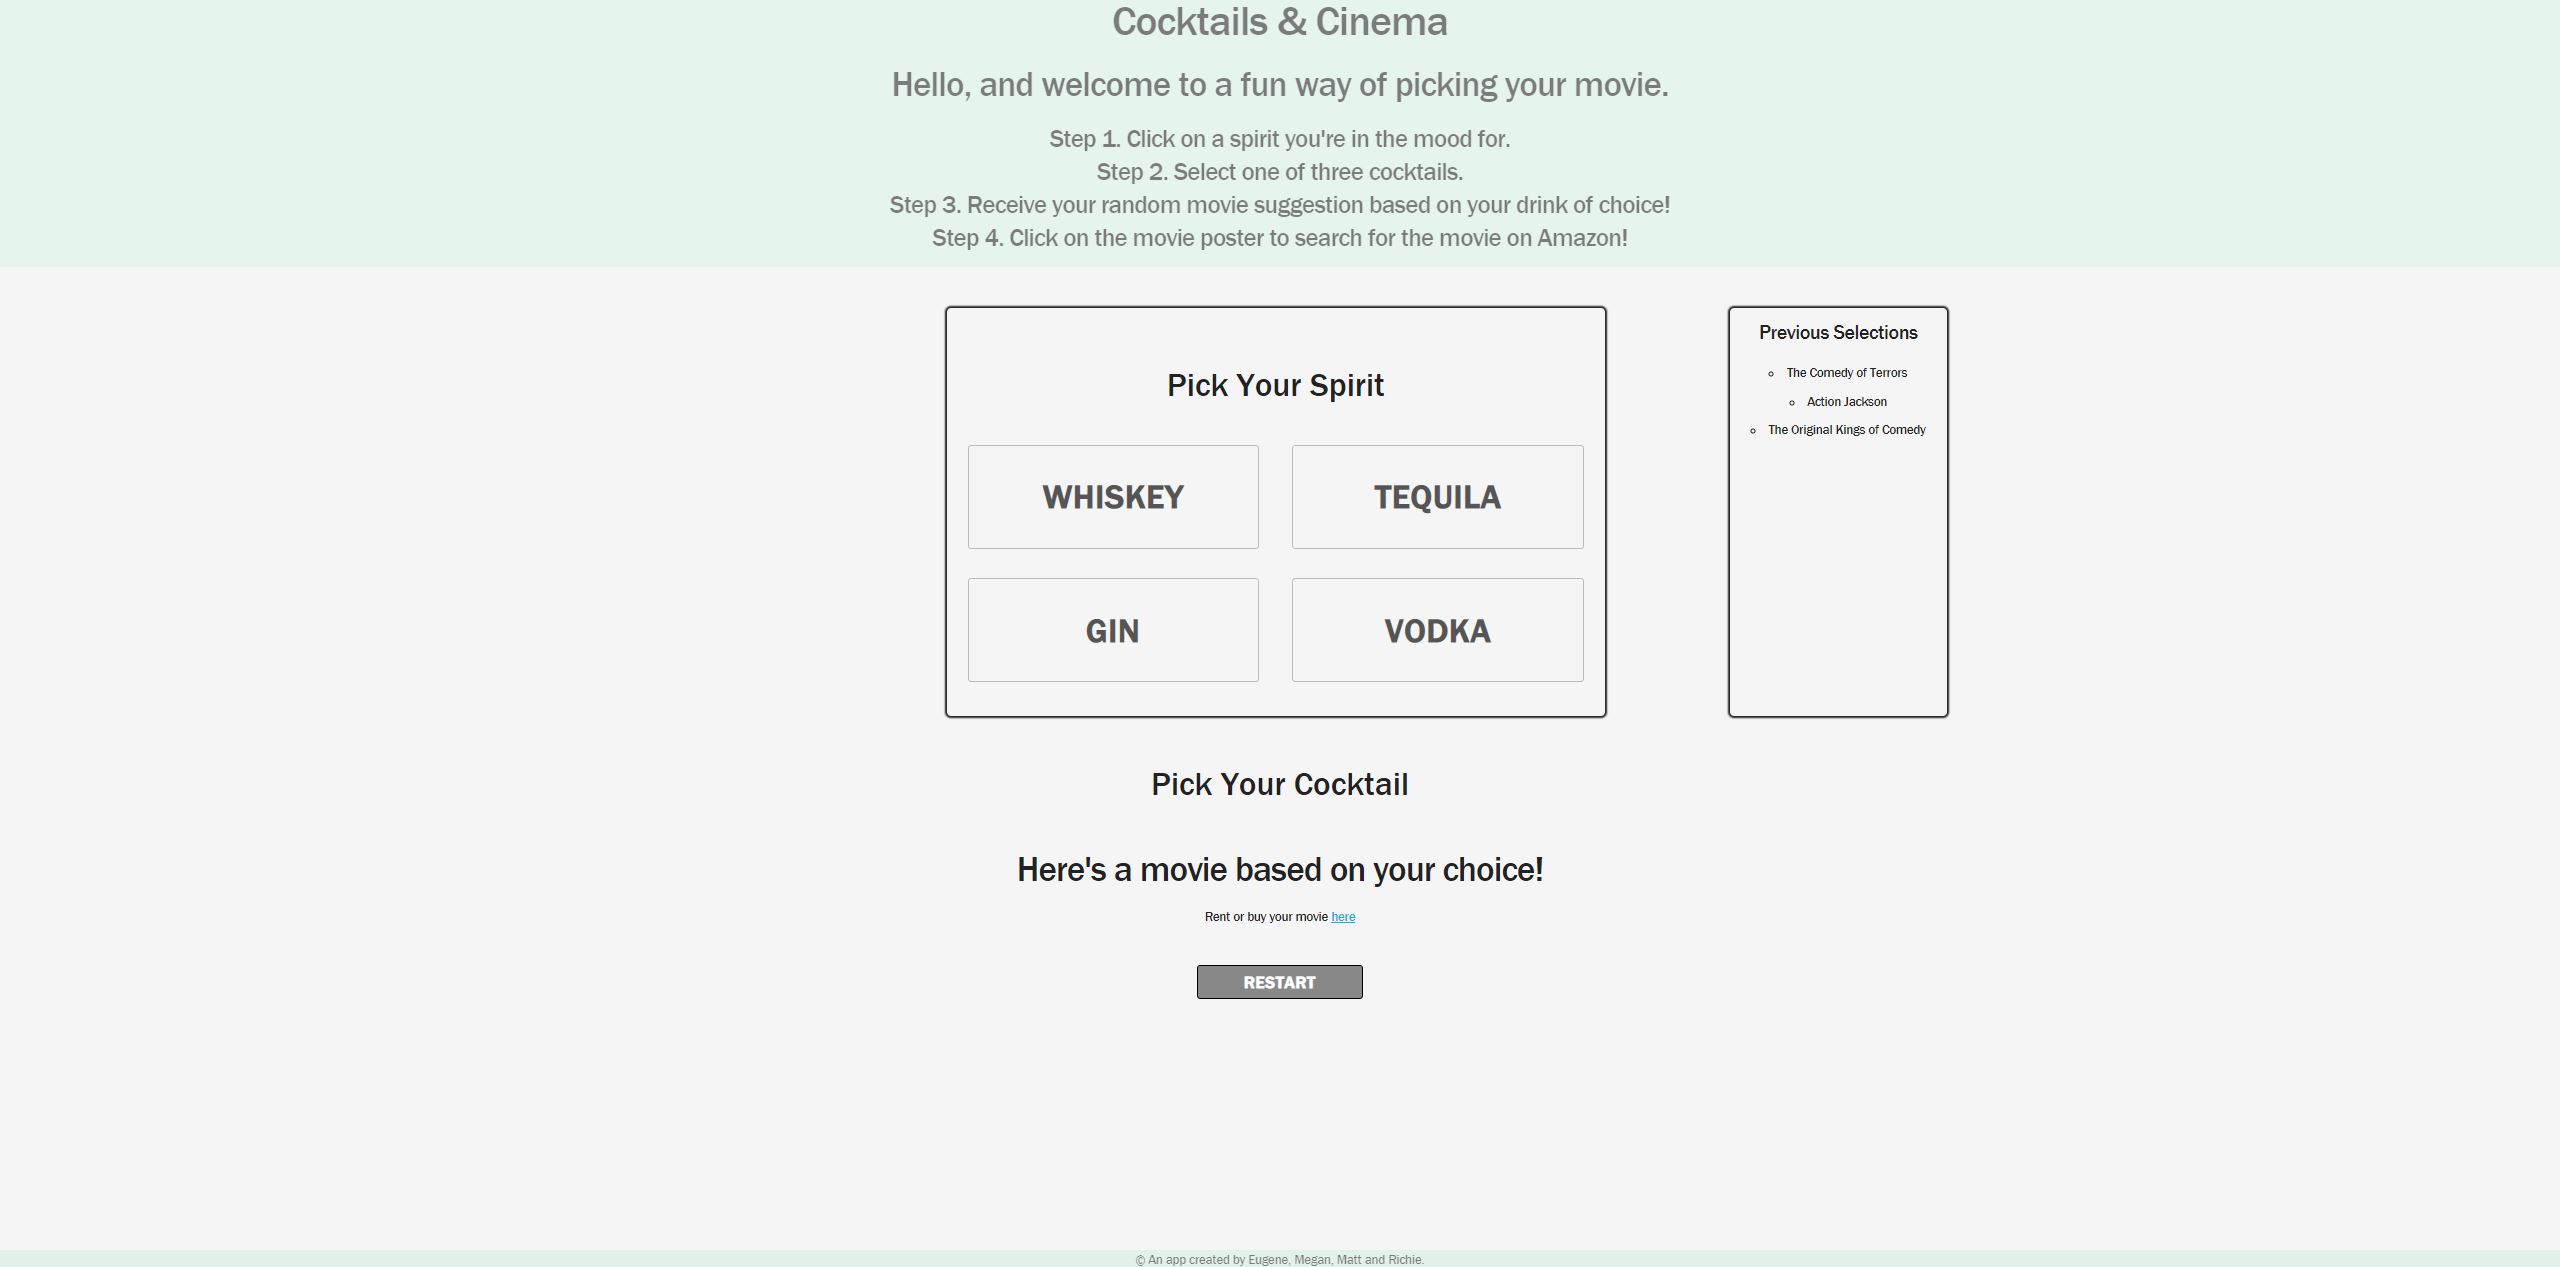 Cocktails & Cinema
Hello, and welcome to a fun way of picking your movie.
Step 1. Click on a spirit you're in the mood for.
Step 2. Select one of three cocktails.
Step 3. Receive your random movie suggestion based on your drink of choice!
Step 4. Click on the movie poster to search for the movie on Amazon!
Pick Your Spirit
WHISKEY
TEQUILA
GIN
VODKA
Previous Selections
The Comedy of Terrors
Action Jackson
The Original Kings of Comedy
Pick Your Cocktail
Here's a movie based on your choice!
Rent or buy your movie here
RESTART
© An app created by Eugene, Megan, Matt and Richie.